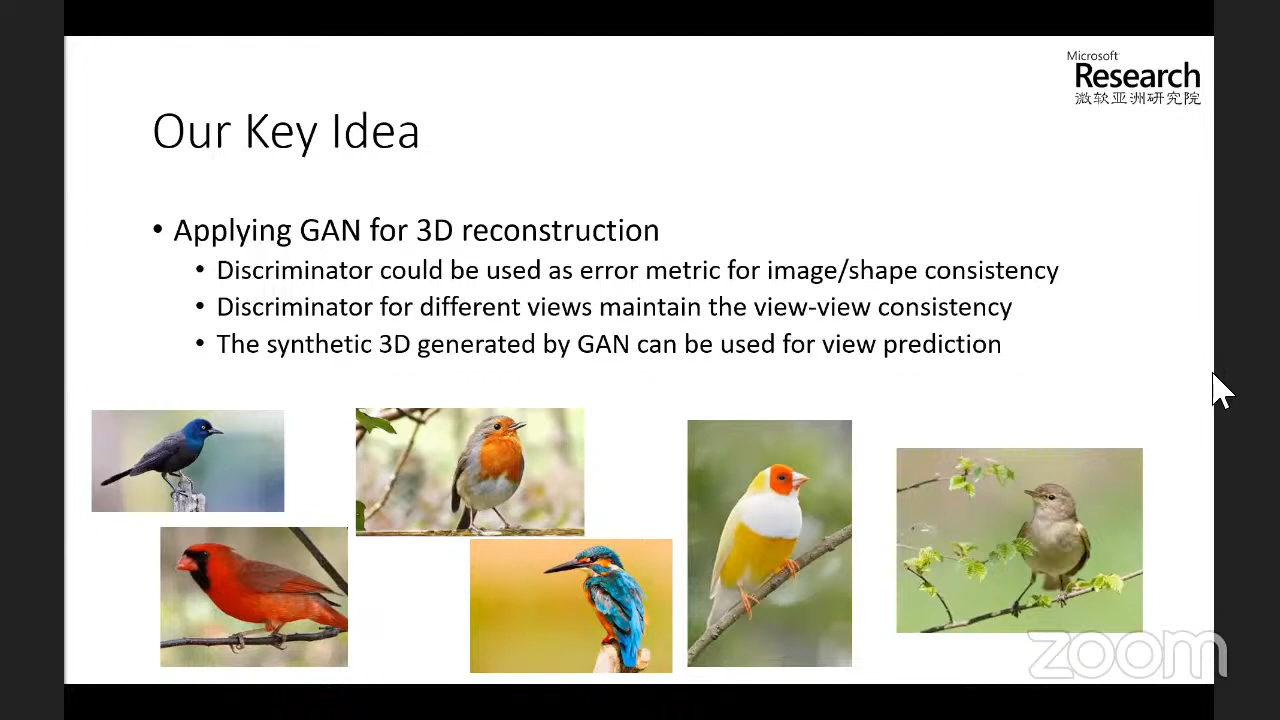 Microsoft
Research
微软亚洲研究院
Our Key Idea
• Applying GAN for 3D reconstruction
• Discriminator could be used as error metric for image/shape consistency
• Discriminator for different views maintain the view-view consistency
• The synthetic 3D generated by GAN can be used for view prediction
zoom